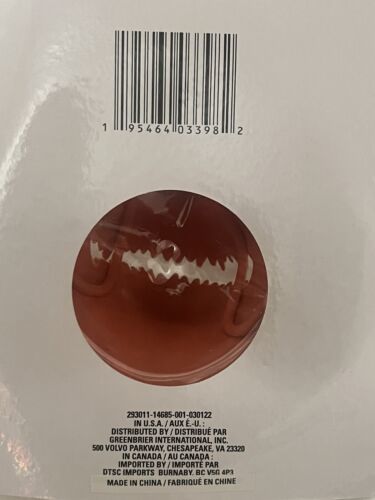 1 95464 03398 2
293011-14685-001-030122
IN U.S.A. / AUX É.-U. :
DISTRIBUTED BY / DISTRIBUÉ PAR
GREENBRIER INTERNATIONAL, INC.
500 VOLVO PARKWAY, CHESAPEAKE, VA 23320
IN CANADA / AU CANADA :
IMPORTED BY / IMPORTÉ PAR
DTSC IMPORTS BURNABY, BC V5G 4P3
MADE IN CHINA / FABRIQUÉ EN CHINE